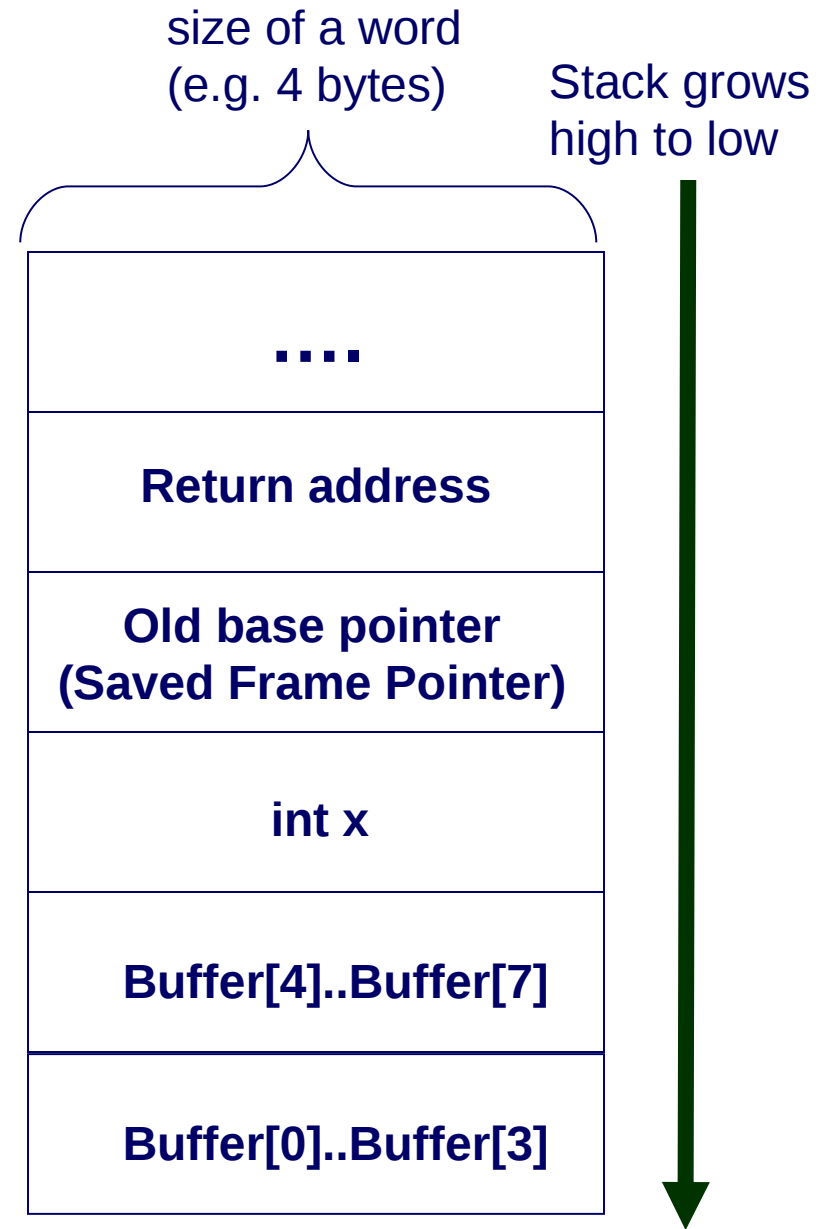 size of a word
(e.g. 4 bytes)
Stack grows
high to low
....
Return address
Old base pointer
(Saved Frame Pointer)
int x
Buffer[4]..Buffer[7]
Buffer[0]..Buffer[3]